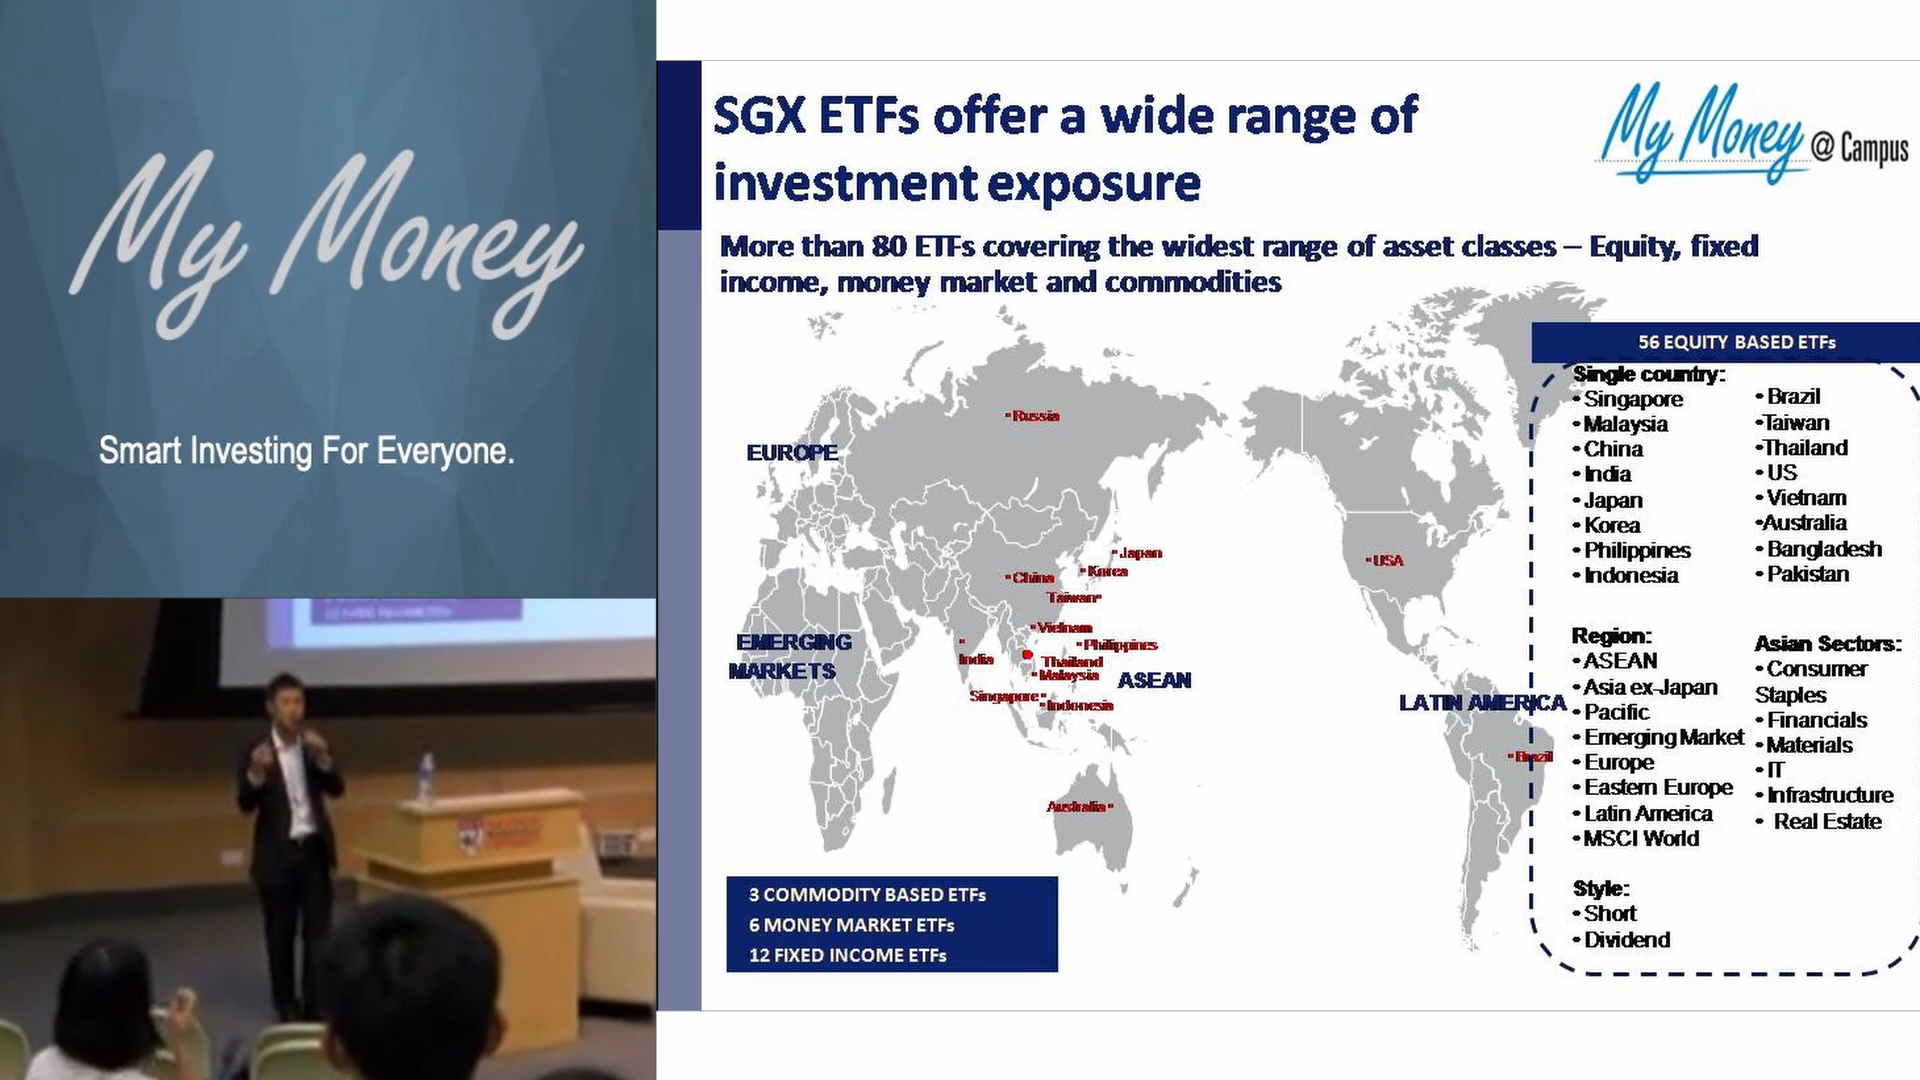 My Money
Smart Investing For Everyone.
SGX ETFs offer a wide range of
investment exposure
My Money @ Campus
More than 80 ETFs covering the widest range of asset classes – Equity, fixed
income, money market and commodities
EUROPE
EMERGING
MARKETS
ASEAN
LATIN AMERICA
• Russia
• Japan
• Korea
• China
Taiwan•
• Vietnam
• Philippines
India
Thailand
• Malaysia
Singapore •
• Indonesia
Australia •
• USA
• Brazil
3 COMMODITY BASED ETFs
6 MONEY MARKET ETFs
12 FIXED INCOME ETFs
56 EQUITY BASED ETFs
Single country:
• Singapore
• Malaysia
• China
• India
• Japan
• Korea
• Philippines
• Indonesia
• Brazil
•Taiwan
•Thailand
• US
• Vietnam
•Australia
• Bangladesh
• Pakistan
Region:
• ASEAN
• Asia ex-Japan
• Pacific
• Emerging Market
• Europe
• Eastern Europe
• Latin America
• MSCI World
Asian Sectors:
• Consumer
Staples
• Financials
• Materials
• IT
• Infrastructure
• Real Estate
Style:
• Short
• Dividend